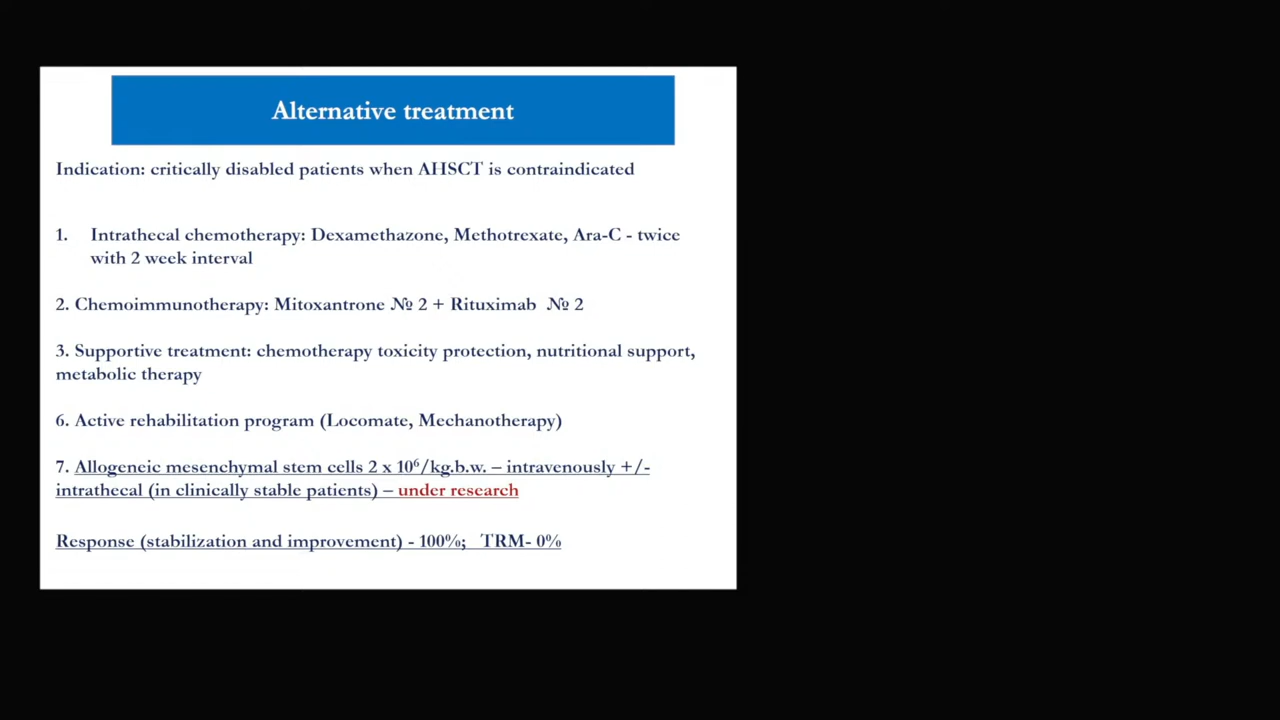 Alternative treatment
Indication: critically disabled patients when AHSCT is contraindicated
1. Intrathecal chemotherapy: Dexamethazone, Methotrexate, Ara-C - twice
with 2 week interval
2. Chemoimmunotherapy: Mitoxantrone № 2 + Rituximab № 2
3. Supportive treatment: chemotherapy toxicity protection, nutritional support,
metabolic therapy
6. Active rehabilitation program (Locomate, Mechanotherapy)
7. Allogeneic mesenchymal stem cells 2 x 10⁶/kg.b.w. – intravenously +/-
intrathecal (in clinically stable patients) – under research
Response (stabilization and improvement) - 100%; TRM- 0%